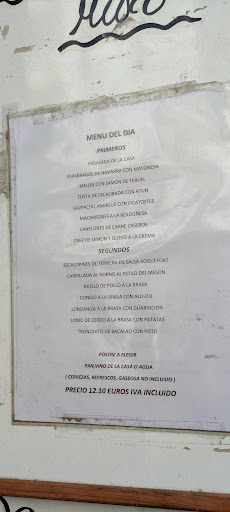 MENU DEL DIA
PRIMEROS
ENSALADA DE LA CASA
ESPARRAGOS DE NAVARRA CON MAYONESA
MELON CON JAMON DE TERUEL
TOSTA DE ESCALIBADA CON ATUN
GAZPACHO ANDALUZ CON PICATOSTES
MACARRONES A LA BOLOÑESA
CANELONES DE CARNE CASEROS
CREP DE JAMON Y QUESO A LA CREMA
SEGUNDOS
ESCALOPINES DE TERNERA EN SALSA ROQUEFORT
CARRILLADA AL HORNO AL ESTILO DEL MESON
MUSLO DE POLLO A LA BRASA
CONEJO A LA BRASA CON ALI-OLI
LONGANIZA A LA BRASA CON GUARNICION
LOMO DE CERDO A LA BRASA CON PATATAS
TRONQUITO DE BACALAO CON PISTO
POSTRE A ELEGIR
PAN,VINO DE LA CASA O AGUA
( CERVEZAS, REFRESCOS, GASEOSA NO INCLUIDO )
PRECIO 12.10 EUROS IVA INCLUIDO